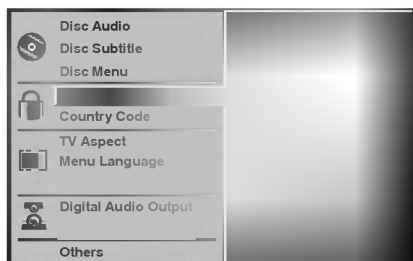 Disc Audio
Disc Subtitle
Disc Menu
Country Code
TV Aspect
Menu Language
Digital Audio Output
Others